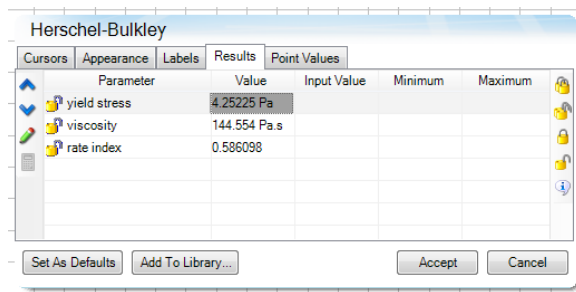 Herschel-Bulkley
Cursors Appearance Labels Results Point Values
Parameter Value Input Value Minimum Maximum
yield stress 4.25225 Pa
viscosity 144.554 Pa.s
rate index 0.586098
Set As Defaults Add To Library... Accept Cancel